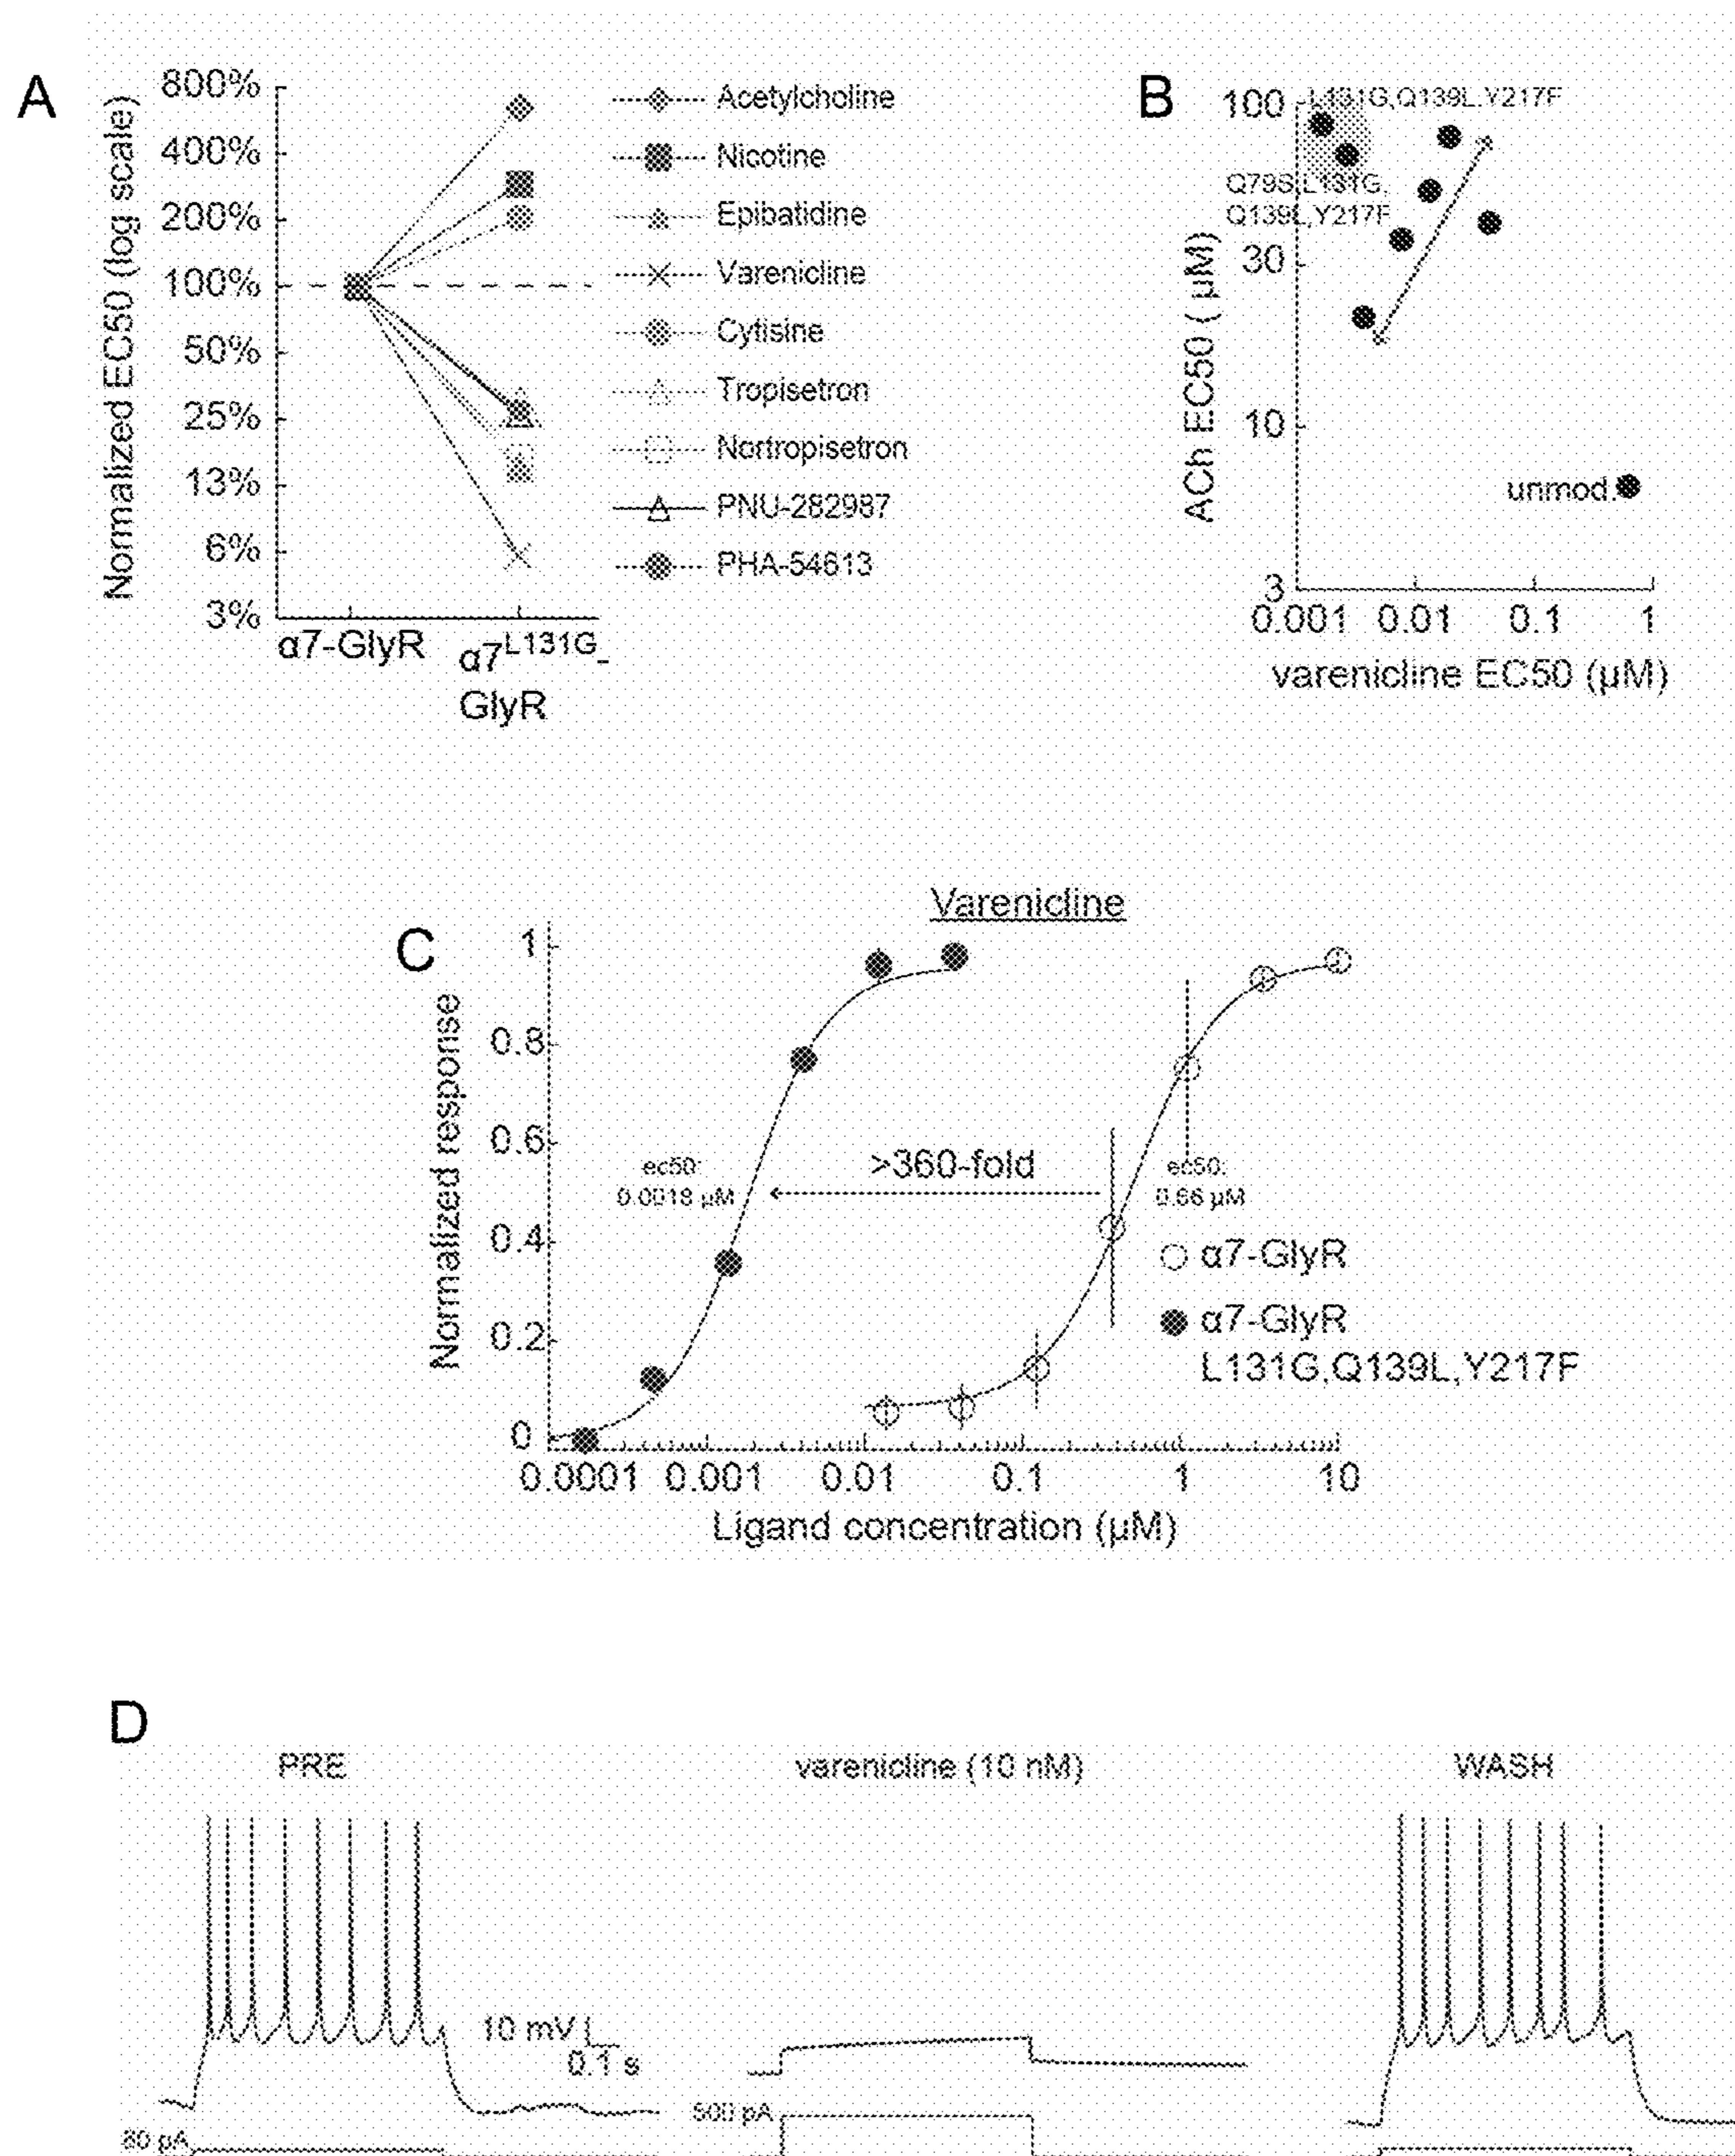 A
Normalized EC50 (log scale)
800%
400%
200%
100%
50%
25%
13%
6%
3%
α7-GlyR
α7L131G-
GlyR
Acetylcholine
Nicotine
Epibatidine
Varenicline
Cytisine
Tropisetron
Nortropisetron
PNU-282987
PHA-54613
B
ACh EC50 ( µM)
100
30
10
3
L131G,Q139L,Y217F
Q79S,L131G,
Q139L,Y217F
unmod.
0.001 0.01 0.1 1
varenicline EC50 (µM)
C
Varenicline
Normalized response
1
0.8
0.6
0.4
0.2
0
ec50:
0.0018 µM
>360-fold
ec50:
0.66 µM
α7-GlyR
α7-GlyR
L131G,Q139L,Y217F
0.0001 0.001 0.01 0.1 1 10
Ligand concentration (µM)
D
PRE
varenicline (10 nM)
WASH
10 mV
0.1 s
80 pA
500 pA